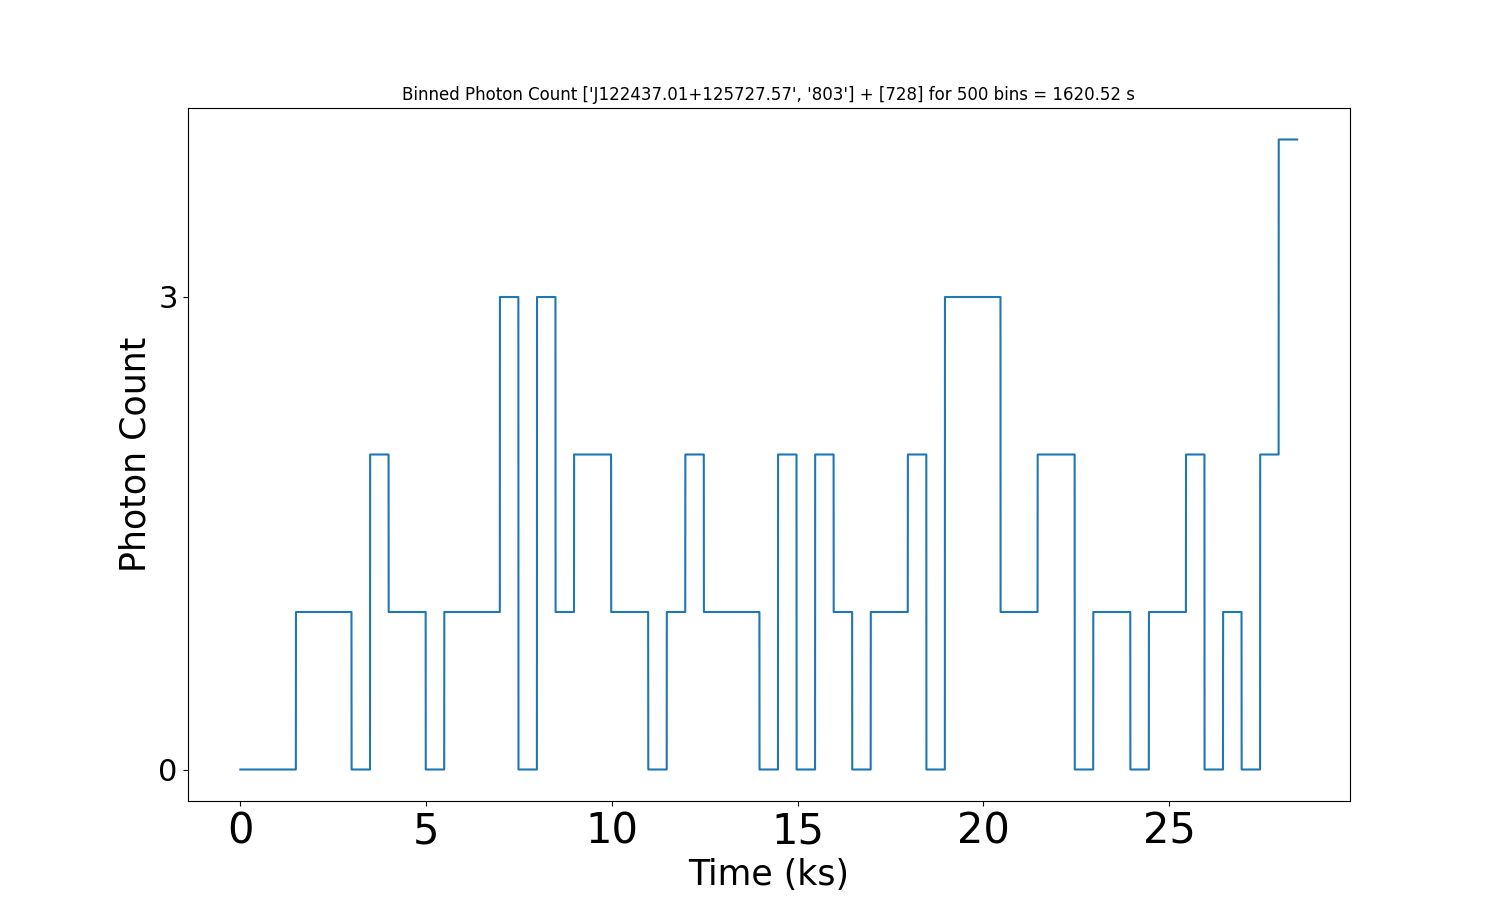 Binned Photon Count ['J122437.01+125727.57', '803'] + [728] for 500 bins = 1620.52 s
Photon Count
3
0
0 5 10 15 20 25
Time (ks)